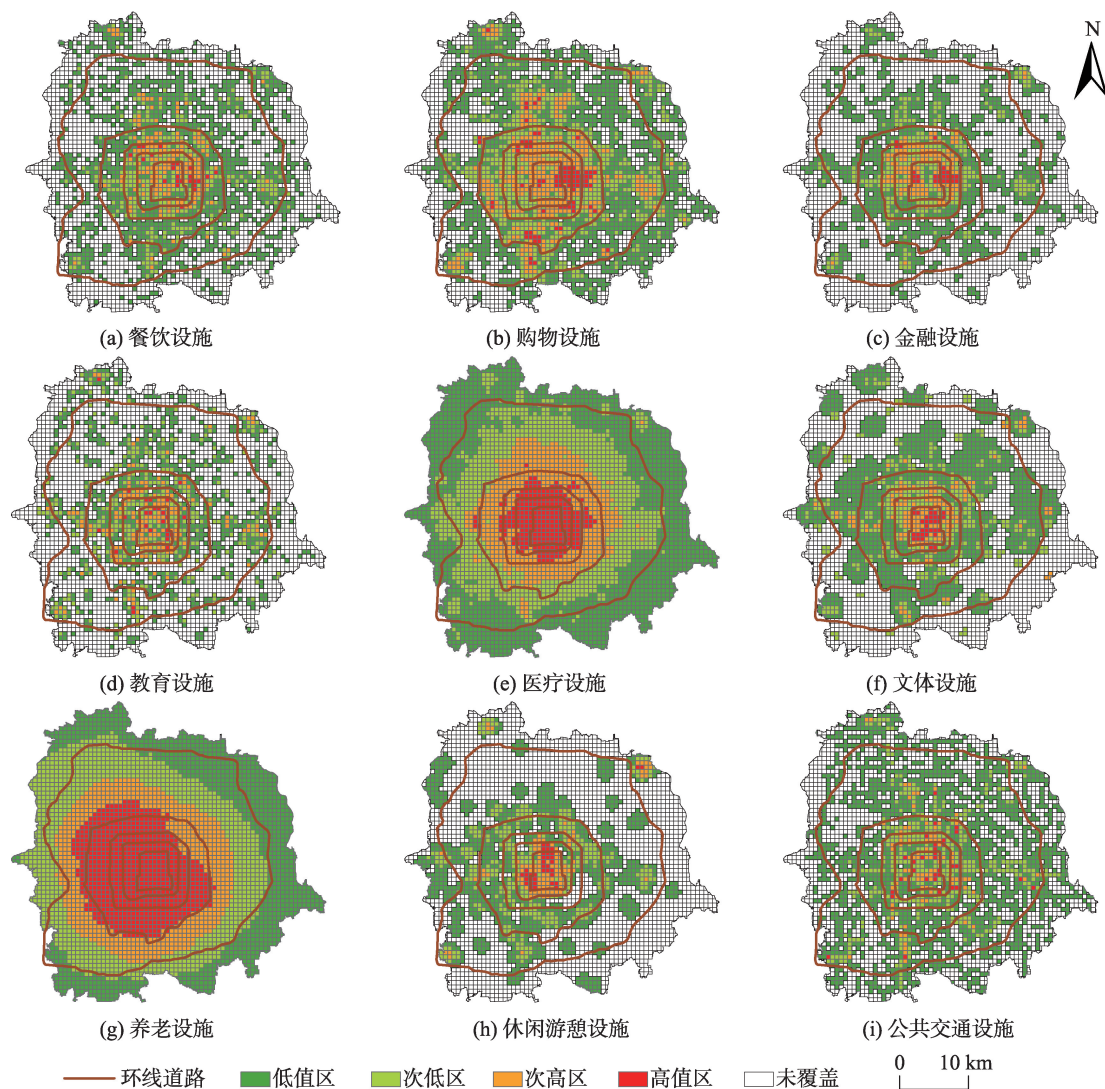 N
(a) 餐饮设施
(b) 购物设施
(c) 金融设施
(d) 教育设施
(e) 医疗设施
(f) 文体设施
(g) 养老设施
(h) 休闲游憩设施
(i) 公共交通设施
环线道路 低值区 次低区 次高区 高值区 未覆盖 0 10 km